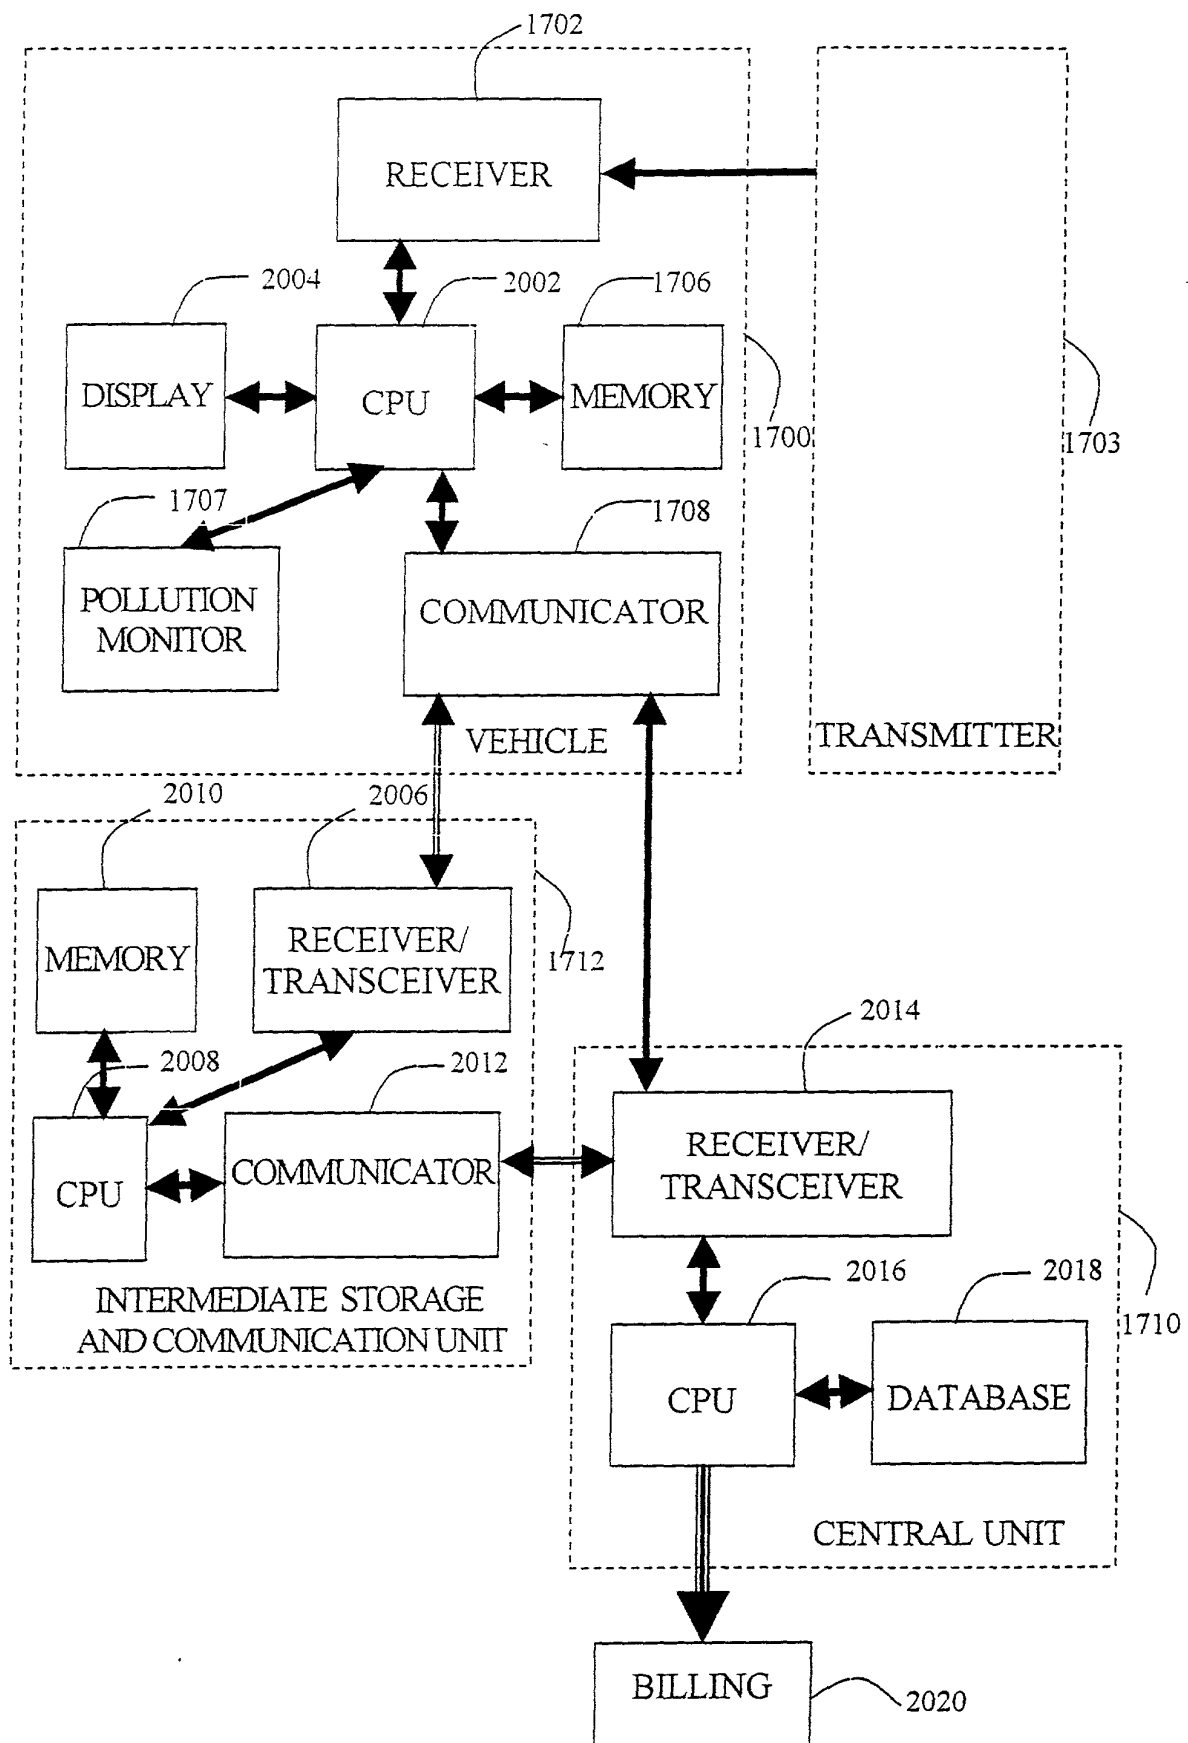 1702
RECEIVER
2004
2002
1706
DISPLAY
CPU
MEMORY
1700
1703
1707
1708
POLLUTION
MONITOR
COMMUNICATOR
VEHICLE
TRANSMITTER
2010
2006
MEMORY
RECEIVER/
TRANSCEIVER
1712
2008
2012
2014
CPU
COMMUNICATOR
RECEIVER/
TRANSCEIVER
INTERMEDIATE STORAGE
AND COMMUNICATION UNIT
2016
2018
1710
CPU
DATABASE
CENTRAL UNIT
BILLING
2020